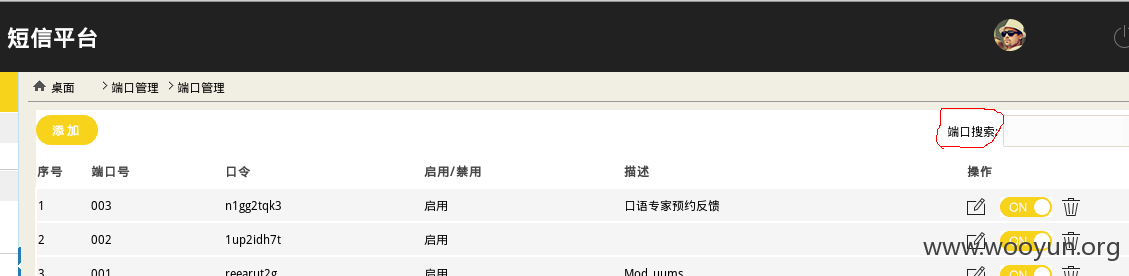 短信平台
桌面 > 端口管理 > 端口管理
添加 端口搜索:
序号 端口号 口令 启用/禁用 描述 操作
1 003 n1gg2tqk3 启用 口语专家预约反馈 ON
2 002 1up2idh7t 启用 ON
www.wooyun.org
3 001 reearut2g 启用 Mod_uums ON